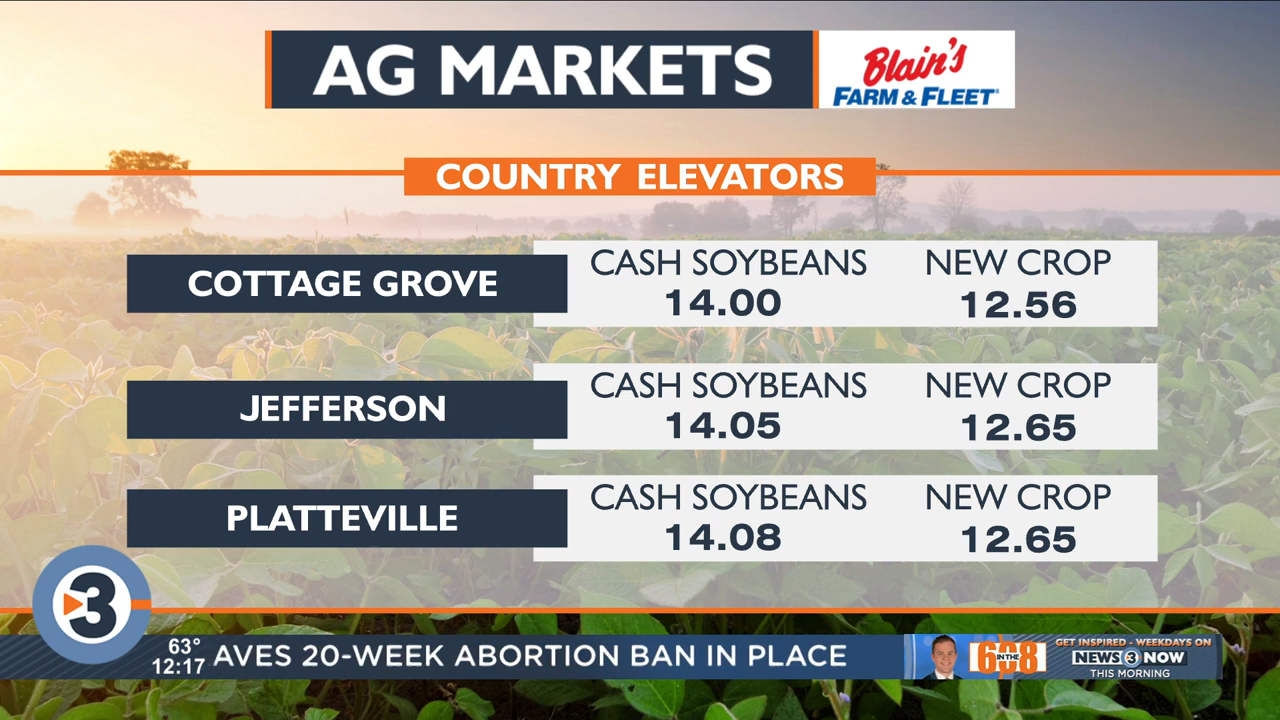 AG MARKETS
Blain's
FARM & FLEET
COUNTRY ELEVATORS
COTTAGE GROVE
CASH SOYBEANS NEW CROP
14.00 12.56
JEFFERSON
CASH SOYBEANS NEW CROP
14.05 12.65
PLATTEVILLE
CASH SOYBEANS NEW CROP
14.08 12.65
3
63°
12:17
AVES 20-WEEK ABORTION BAN IN PLACE
608
IN THE
GET INSPIRED - WEEKDAYS ON
NEWS 3 NOW
THIS MORNING